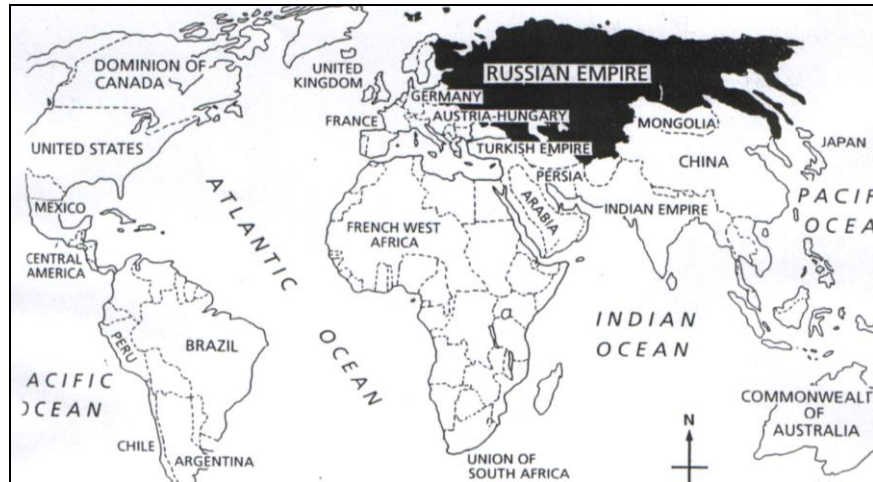 DOMINION OF
CANADA
UNITED STATES
MEXICO
CENTRAL
AMERICA
PERU
BRAZIL
CHILE
ARGENTINA
ACIFIC
OCEAN
ATLANTIC
OCEAN
UNITED
KINGDOM
FRANCE
GERMANY
AUSTRIA-HUNGARY
TURKISH EMPIRE
RUSSIAN EMPIRE
MONGOLIA
CHINA
JAPAN
PERSIA
ARABIA
INDIAN EMPIRE
FRENCH WEST
AFRICA
UNION OF
SOUTH AFRICA
INDIAN
OCEAN
PACIF
OCEA
COMMONWEALT
OF
AUSTRALIA
N